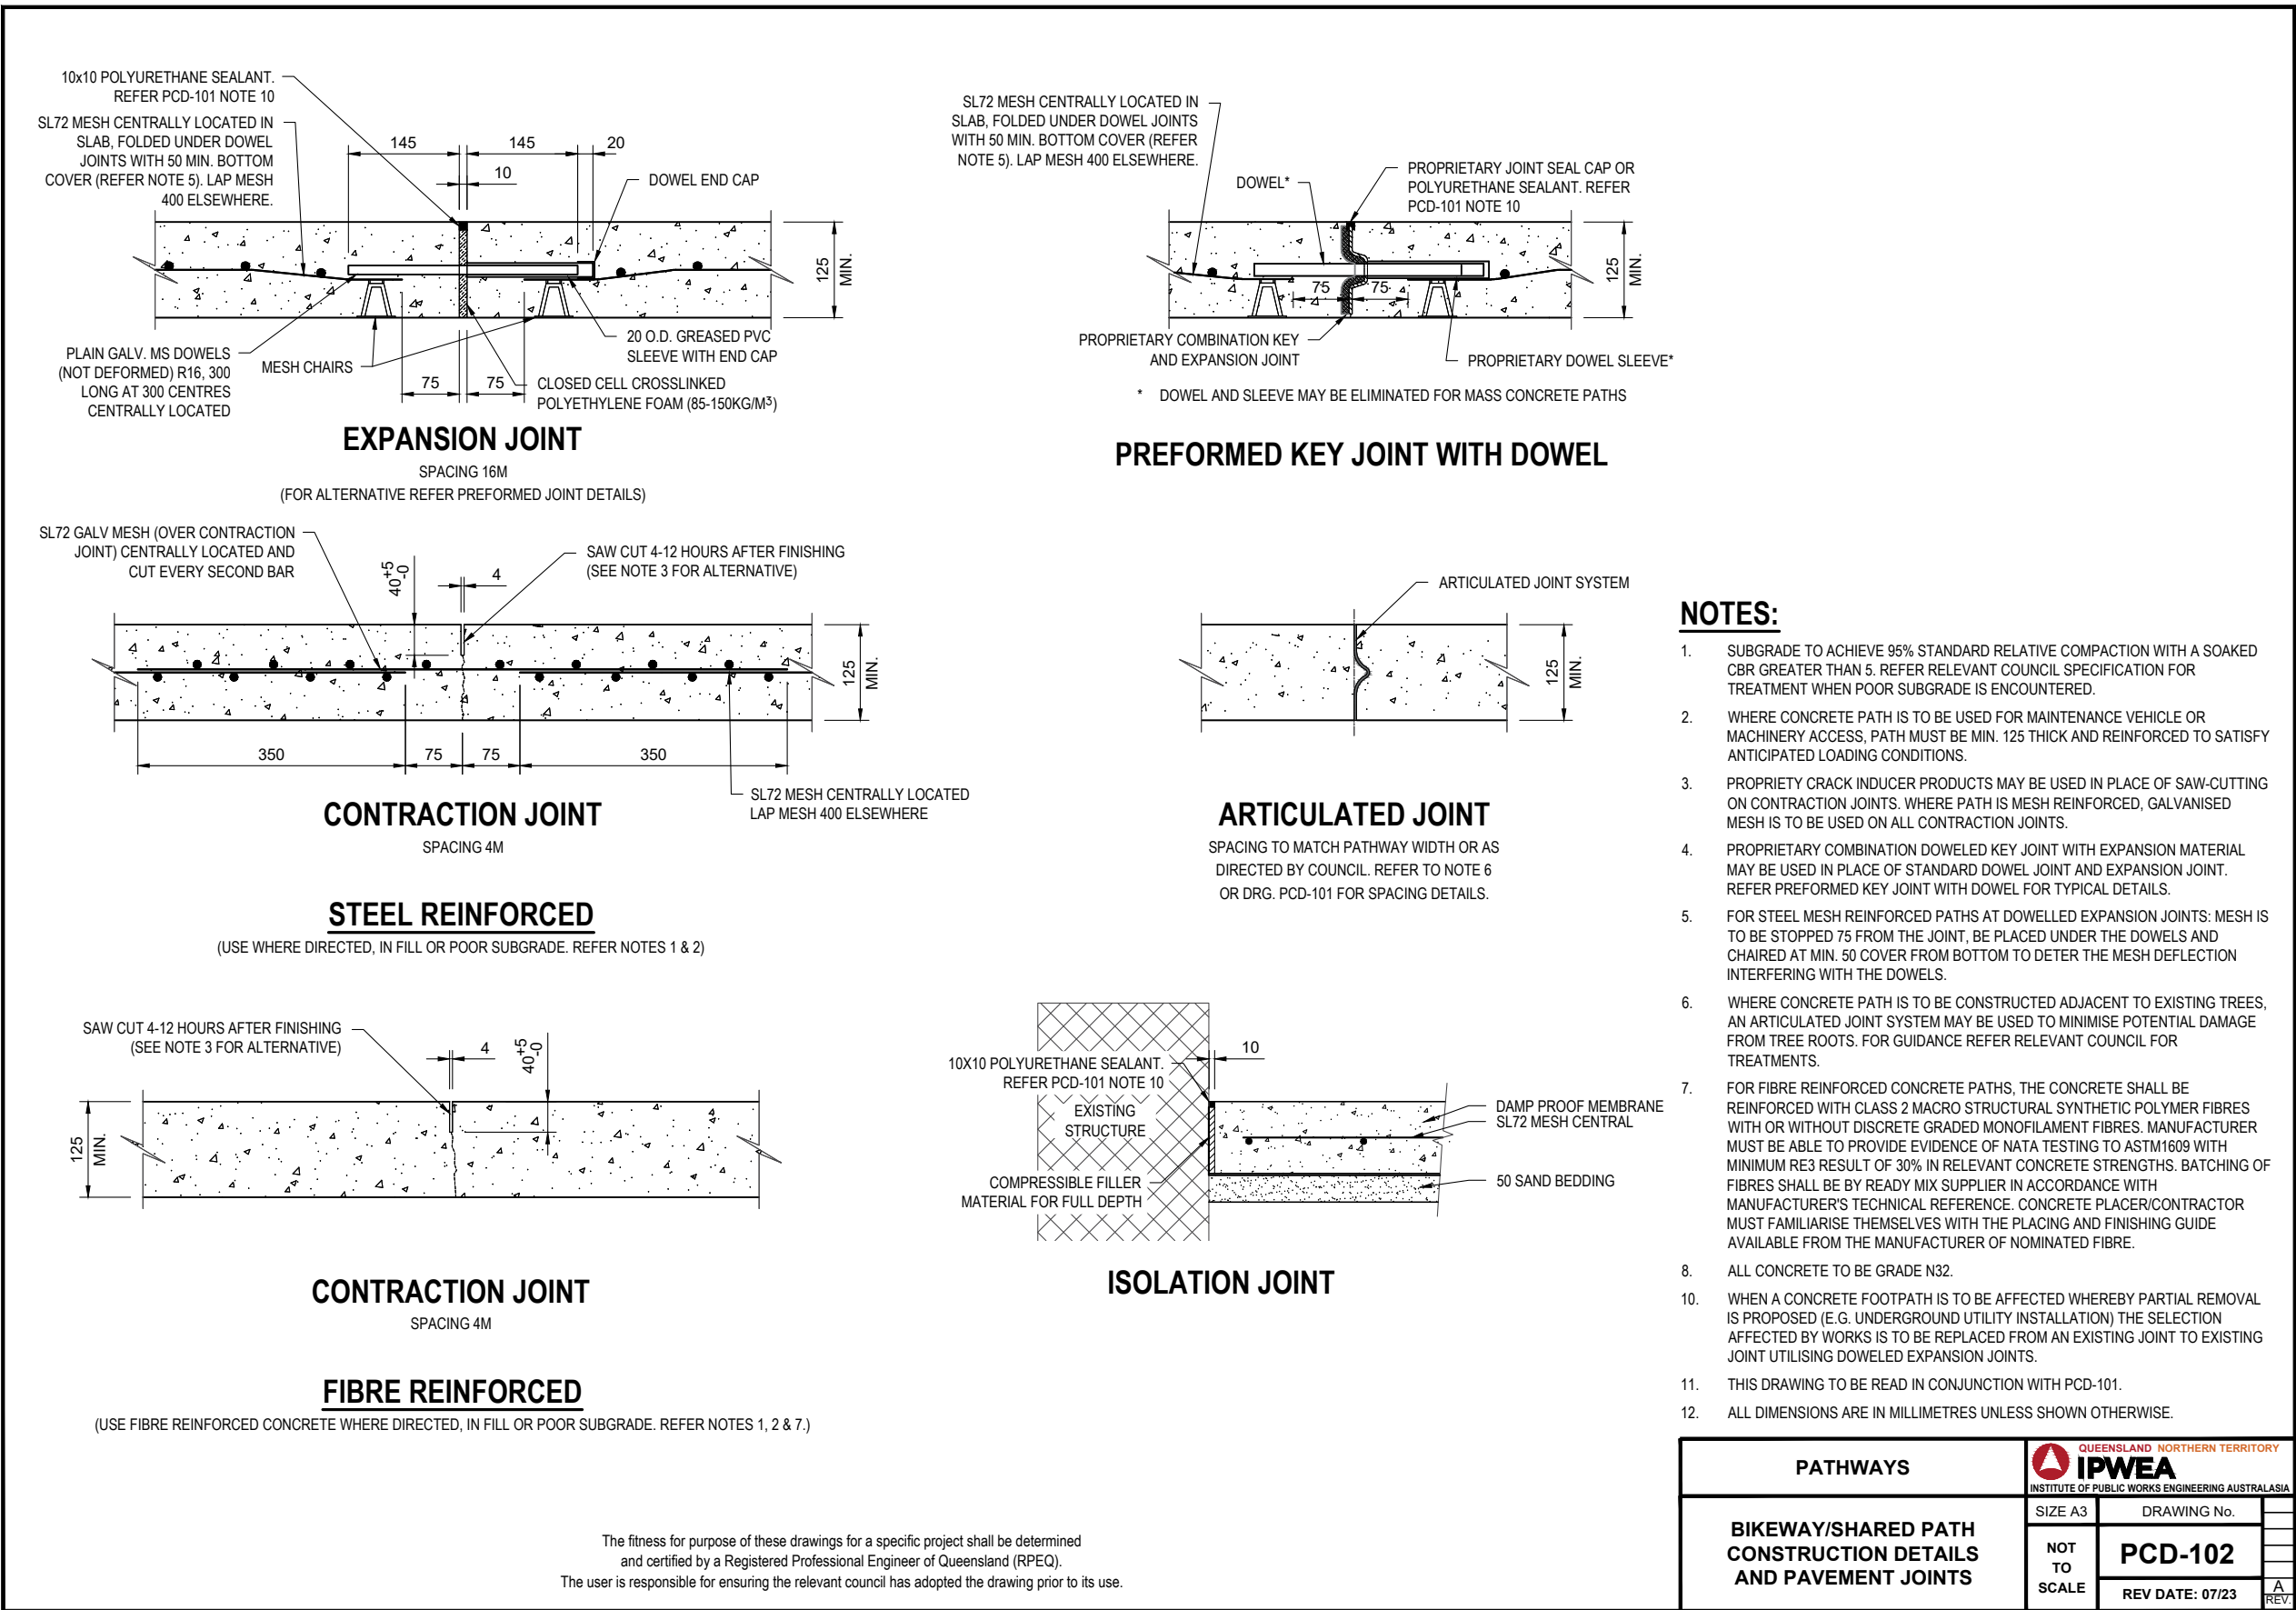 10x10 POLYURETHANE SEALANT.
REFER PCD-101 NOTE 10
SL72 MESH CENTRALLY LOCATED IN
SLAB, FOLDED UNDER DOWEL
JOINTS WITH 50 MIN. BOTTOM
COVER (REFER NOTE 5). LAP MESH
400 ELSEWHERE.
145
145
20
10
DOWEL END CAP
125
MIN.
PLAIN GALV. MS DOWELS
(NOT DEFORMED) R16, 300
LONG AT 300 CENTRES
CENTRALLY LOCATED
MESH CHAIRS
75
75
20 O.D. GREASED PVC
SLEEVE WITH END CAP
CLOSED CELL CROSSLINKED
POLYETHYLENE FOAM (85-150KG/M³)
EXPANSION JOINT
SPACING 16M
(FOR ALTERNATIVE REFER PREFORMED JOINT DETAILS)
SL72 MESH CENTRALLY LOCATED IN
SLAB, FOLDED UNDER DOWEL JOINTS
WITH 50 MIN. BOTTOM COVER (REFER
NOTE 5). LAP MESH 400 ELSEWHERE.
DOWEL*
PROPRIETARY JOINT SEAL CAP OR
POLYURETHANE SEALANT. REFER
PCD-101 NOTE 10
75
75
125
MIN.
PROPRIETARY COMBINATION KEY
AND EXPANSION JOINT
PROPRIETARY DOWEL SLEEVE*
* DOWEL AND SLEEVE MAY BE ELIMINATED FOR MASS CONCRETE PATHS
PREFORMED KEY JOINT WITH DOWEL
SL72 GALV MESH (OVER CONTRACTION
JOINT) CENTRALLY LOCATED AND
CUT EVERY SECOND BAR
40+5
-0
4
SAW CUT 4-12 HOURS AFTER FINISHING
(SEE NOTE 3 FOR ALTERNATIVE)
125
MIN.
350
75
75
350
SL72 MESH CENTRALLY LOCATED
LAP MESH 400 ELSEWHERE
CONTRACTION JOINT
SPACING 4M
STEEL REINFORCED
(USE WHERE DIRECTED, IN FILL OR POOR SUBGRADE. REFER NOTES 1 & 2)
ARTICULATED JOINT SYSTEM
125
MIN.
ARTICULATED JOINT
SPACING TO MATCH PATHWAY WIDTH OR AS
DIRECTED BY COUNCIL. REFER TO NOTE 6
OR DRG. PCD-101 FOR SPACING DETAILS.
SAW CUT 4-12 HOURS AFTER FINISHING
(SEE NOTE 3 FOR ALTERNATIVE)
4
40+5
-0
125
MIN.
CONTRACTION JOINT
SPACING 4M
FIBRE REINFORCED
(USE FIBRE REINFORCED CONCRETE WHERE DIRECTED, IN FILL OR POOR SUBGRADE. REFER NOTES 1, 2 & 7.)
10X10 POLYURETHANE SEALANT.
REFER PCD-101 NOTE 10
10
EXISTING
STRUCTURE
DAMP PROOF MEMBRANE
SL72 MESH CENTRAL
COMPRESSIBLE FILLER
MATERIAL FOR FULL DEPTH
50 SAND BEDDING
ISOLATION JOINT
NOTES:
1. SUBGRADE TO ACHIEVE 95% STANDARD RELATIVE COMPACTION WITH A SOAKED
CBR GREATER THAN 5. REFER RELEVANT COUNCIL SPECIFICATION FOR
TREATMENT WHEN POOR SUBGRADE IS ENCOUNTERED.
2. WHERE CONCRETE PATH IS TO BE USED FOR MAINTENANCE VEHICLE OR
MACHINERY ACCESS, PATH MUST BE MIN. 125 THICK AND REINFORCED TO SATISFY
ANTICIPATED LOADING CONDITIONS.
3. PROPRIETY CRACK INDUCER PRODUCTS MAY BE USED IN PLACE OF SAW-CUTTING
ON CONTRACTION JOINTS. WHERE PATH IS MESH REINFORCED, GALVANISED
MESH IS TO BE USED ON ALL CONTRACTION JOINTS.
4. PROPRIETARY COMBINATION DOWELED KEY JOINT WITH EXPANSION MATERIAL
MAY BE USED IN PLACE OF STANDARD DOWEL JOINT AND EXPANSION JOINT.
REFER PREFORMED KEY JOINT WITH DOWEL FOR TYPICAL DETAILS.
5. FOR STEEL MESH REINFORCED PATHS AT DOWELLED EXPANSION JOINTS: MESH IS
TO BE STOPPED 75 FROM THE JOINT, BE PLACED UNDER THE DOWELS AND
CHAIRED AT MIN. 50 COVER FROM BOTTOM TO DETER THE MESH DEFLECTION
INTERFERING WITH THE DOWELS.
6. WHERE CONCRETE PATH IS TO BE CONSTRUCTED ADJACENT TO EXISTING TREES,
AN ARTICULATED JOINT SYSTEM MAY BE USED TO MINIMISE POTENTIAL DAMAGE
FROM TREE ROOTS. FOR GUIDANCE REFER RELEVANT COUNCIL FOR
TREATMENTS.
7. FOR FIBRE REINFORCED CONCRETE PATHS, THE CONCRETE SHALL BE
REINFORCED WITH CLASS 2 MACRO STRUCTURAL SYNTHETIC POLYMER FIBRES
WITH OR WITHOUT DISCRETE GRADED MONOFILAMENT FIBRES. MANUFACTURER
MUST BE ABLE TO PROVIDE EVIDENCE OF NATA TESTING TO ASTM1609 WITH
MINIMUM RE3 RESULT OF 30% IN RELEVANT CONCRETE STRENGTHS. BATCHING OF
FIBRES SHALL BE BY READY MIX SUPPLIER IN ACCORDANCE WITH
MANUFACTURER'S TECHNICAL REFERENCE. CONCRETE PLACER/CONTRACTOR
MUST FAMILIARISE THEMSELVES WITH THE PLACING AND FINISHING GUIDE
AVAILABLE FROM THE MANUFACTURER OF NOMINATED FIBRE.
8. ALL CONCRETE TO BE GRADE N32.
10. WHEN A CONCRETE FOOTPATH IS TO BE AFFECTED WHEREBY PARTIAL REMOVAL
IS PROPOSED (E.G. UNDERGROUND UTILITY INSTALLATION) THE SELECTION
AFFECTED BY WORKS IS TO BE REPLACED FROM AN EXISTING JOINT TO EXISTING
JOINT UTILISING DOWELED EXPANSION JOINTS.
11. THIS DRAWING TO BE READ IN CONJUNCTION WITH PCD-101.
12. ALL DIMENSIONS ARE IN MILLIMETRES UNLESS SHOWN OTHERWISE.
The fitness for purpose of these drawings for a specific project shall be determined
and certified by a Registered Professional Engineer of Queensland (RPEQ).
The user is responsible for ensuring the relevant council has adopted the drawing prior to its use.
PATHWAYS
QUEENSLAND NORTHERN TERRITORY
IPWEA
INSTITUTE OF PUBLIC WORKS ENGINEERING AUSTRALASIA
BIKEWAY/SHARED PATH
CONSTRUCTION DETAILS
AND PAVEMENT JOINTS
SIZE A3
DRAWING No.
NOT
TO
SCALE
PCD-102
REV DATE: 07/23
A
REV.